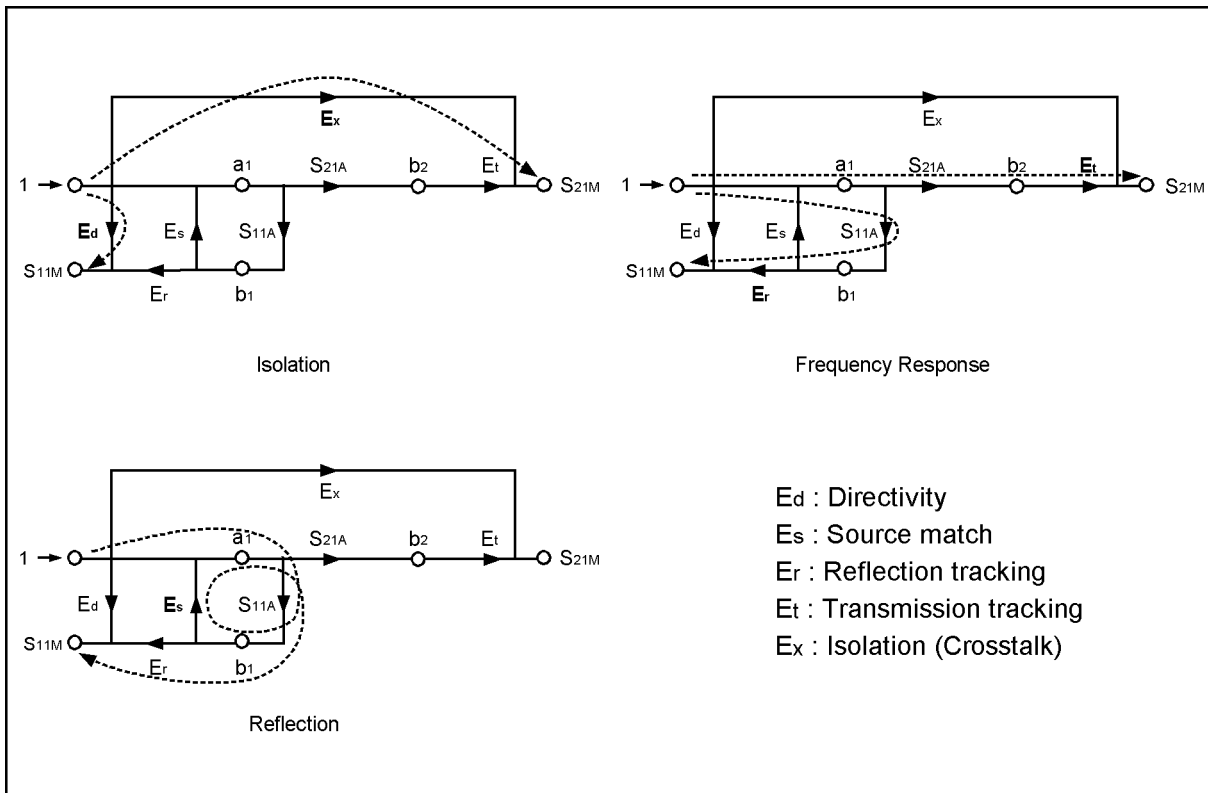 Ex
1
a1
S21A
b2
Et
S21M
Ed
Es
S11A
S11M
Er
b1
Isolation
Ex
1
a1
S21A
b2
Et
S21M
Ed
Es
S11A
S11M
Er
b1
Frequency Response
Ex
1
a1
S21A
b2
Et
S21M
Ed
Es
S11A
S11M
Er
b1
Reflection
Ed : Directivity
Es : Source match
Er : Reflection tracking
Et : Transmission tracking
Ex : Isolation (Crosstalk)